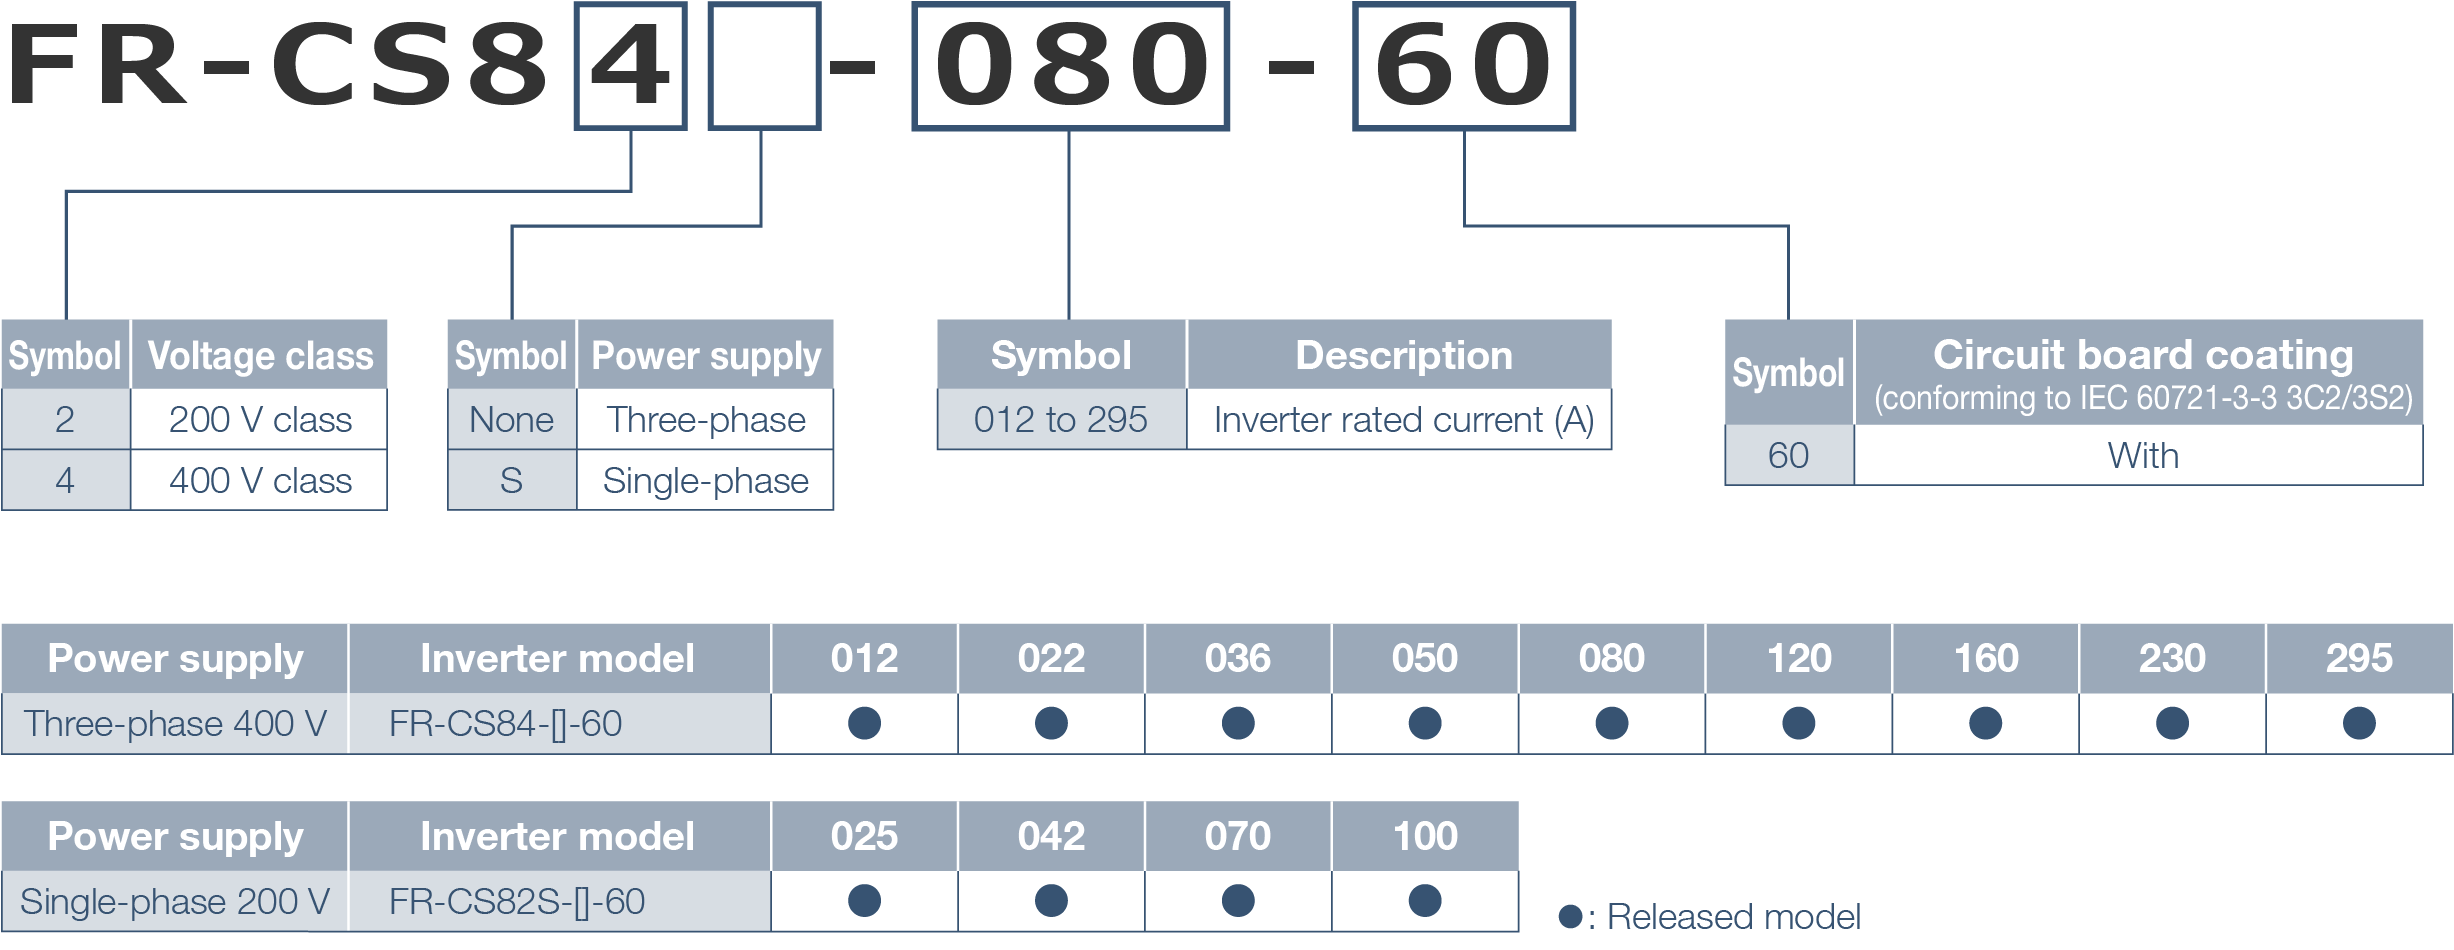 FR-CS84 - 080 - 60
Symbol Voltage class
2 200 V class
4 400 V class
Symbol Power supply
None Three-phase
S Single-phase
Symbol Description
012 to 295 Inverter rated current (A)
Symbol Circuit board coating
(conforming to IEC 60721-3-3 3C2/3S2)
60 With
Power supply Inverter model 012 022 036 050 080 120 160 230 295
Three-phase 400 V FR-CS84-[]-60 ● ● ● ● ● ● ● ● ●
Power supply Inverter model 025 042 070 100
Single-phase 200 V FR-CS82S-[]-60 ● ● ● ●
●: Released model